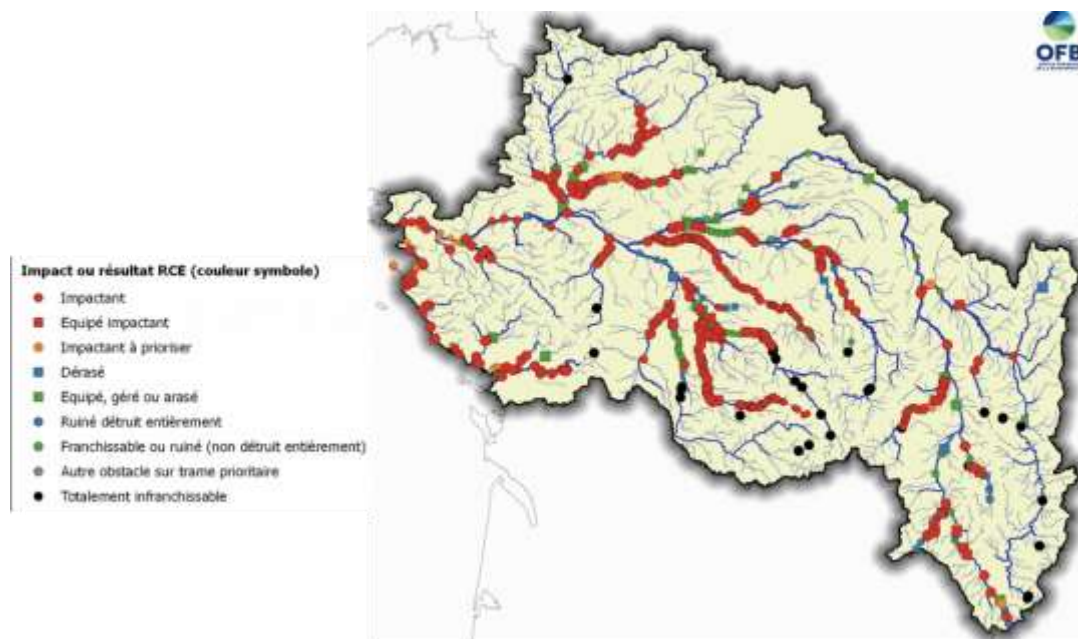 OFB
Impact ou résultat RCE (couleur symbole)
Impactant
Equipé impactant
Impactant à prioriser
Dérasé
Equipé, géré ou arasé
Ruiné détruit entièrement
Franchissable ou ruiné (non détruit entièrement)
Autre obstacle sur trame prioritaire
Totalement infranchissable